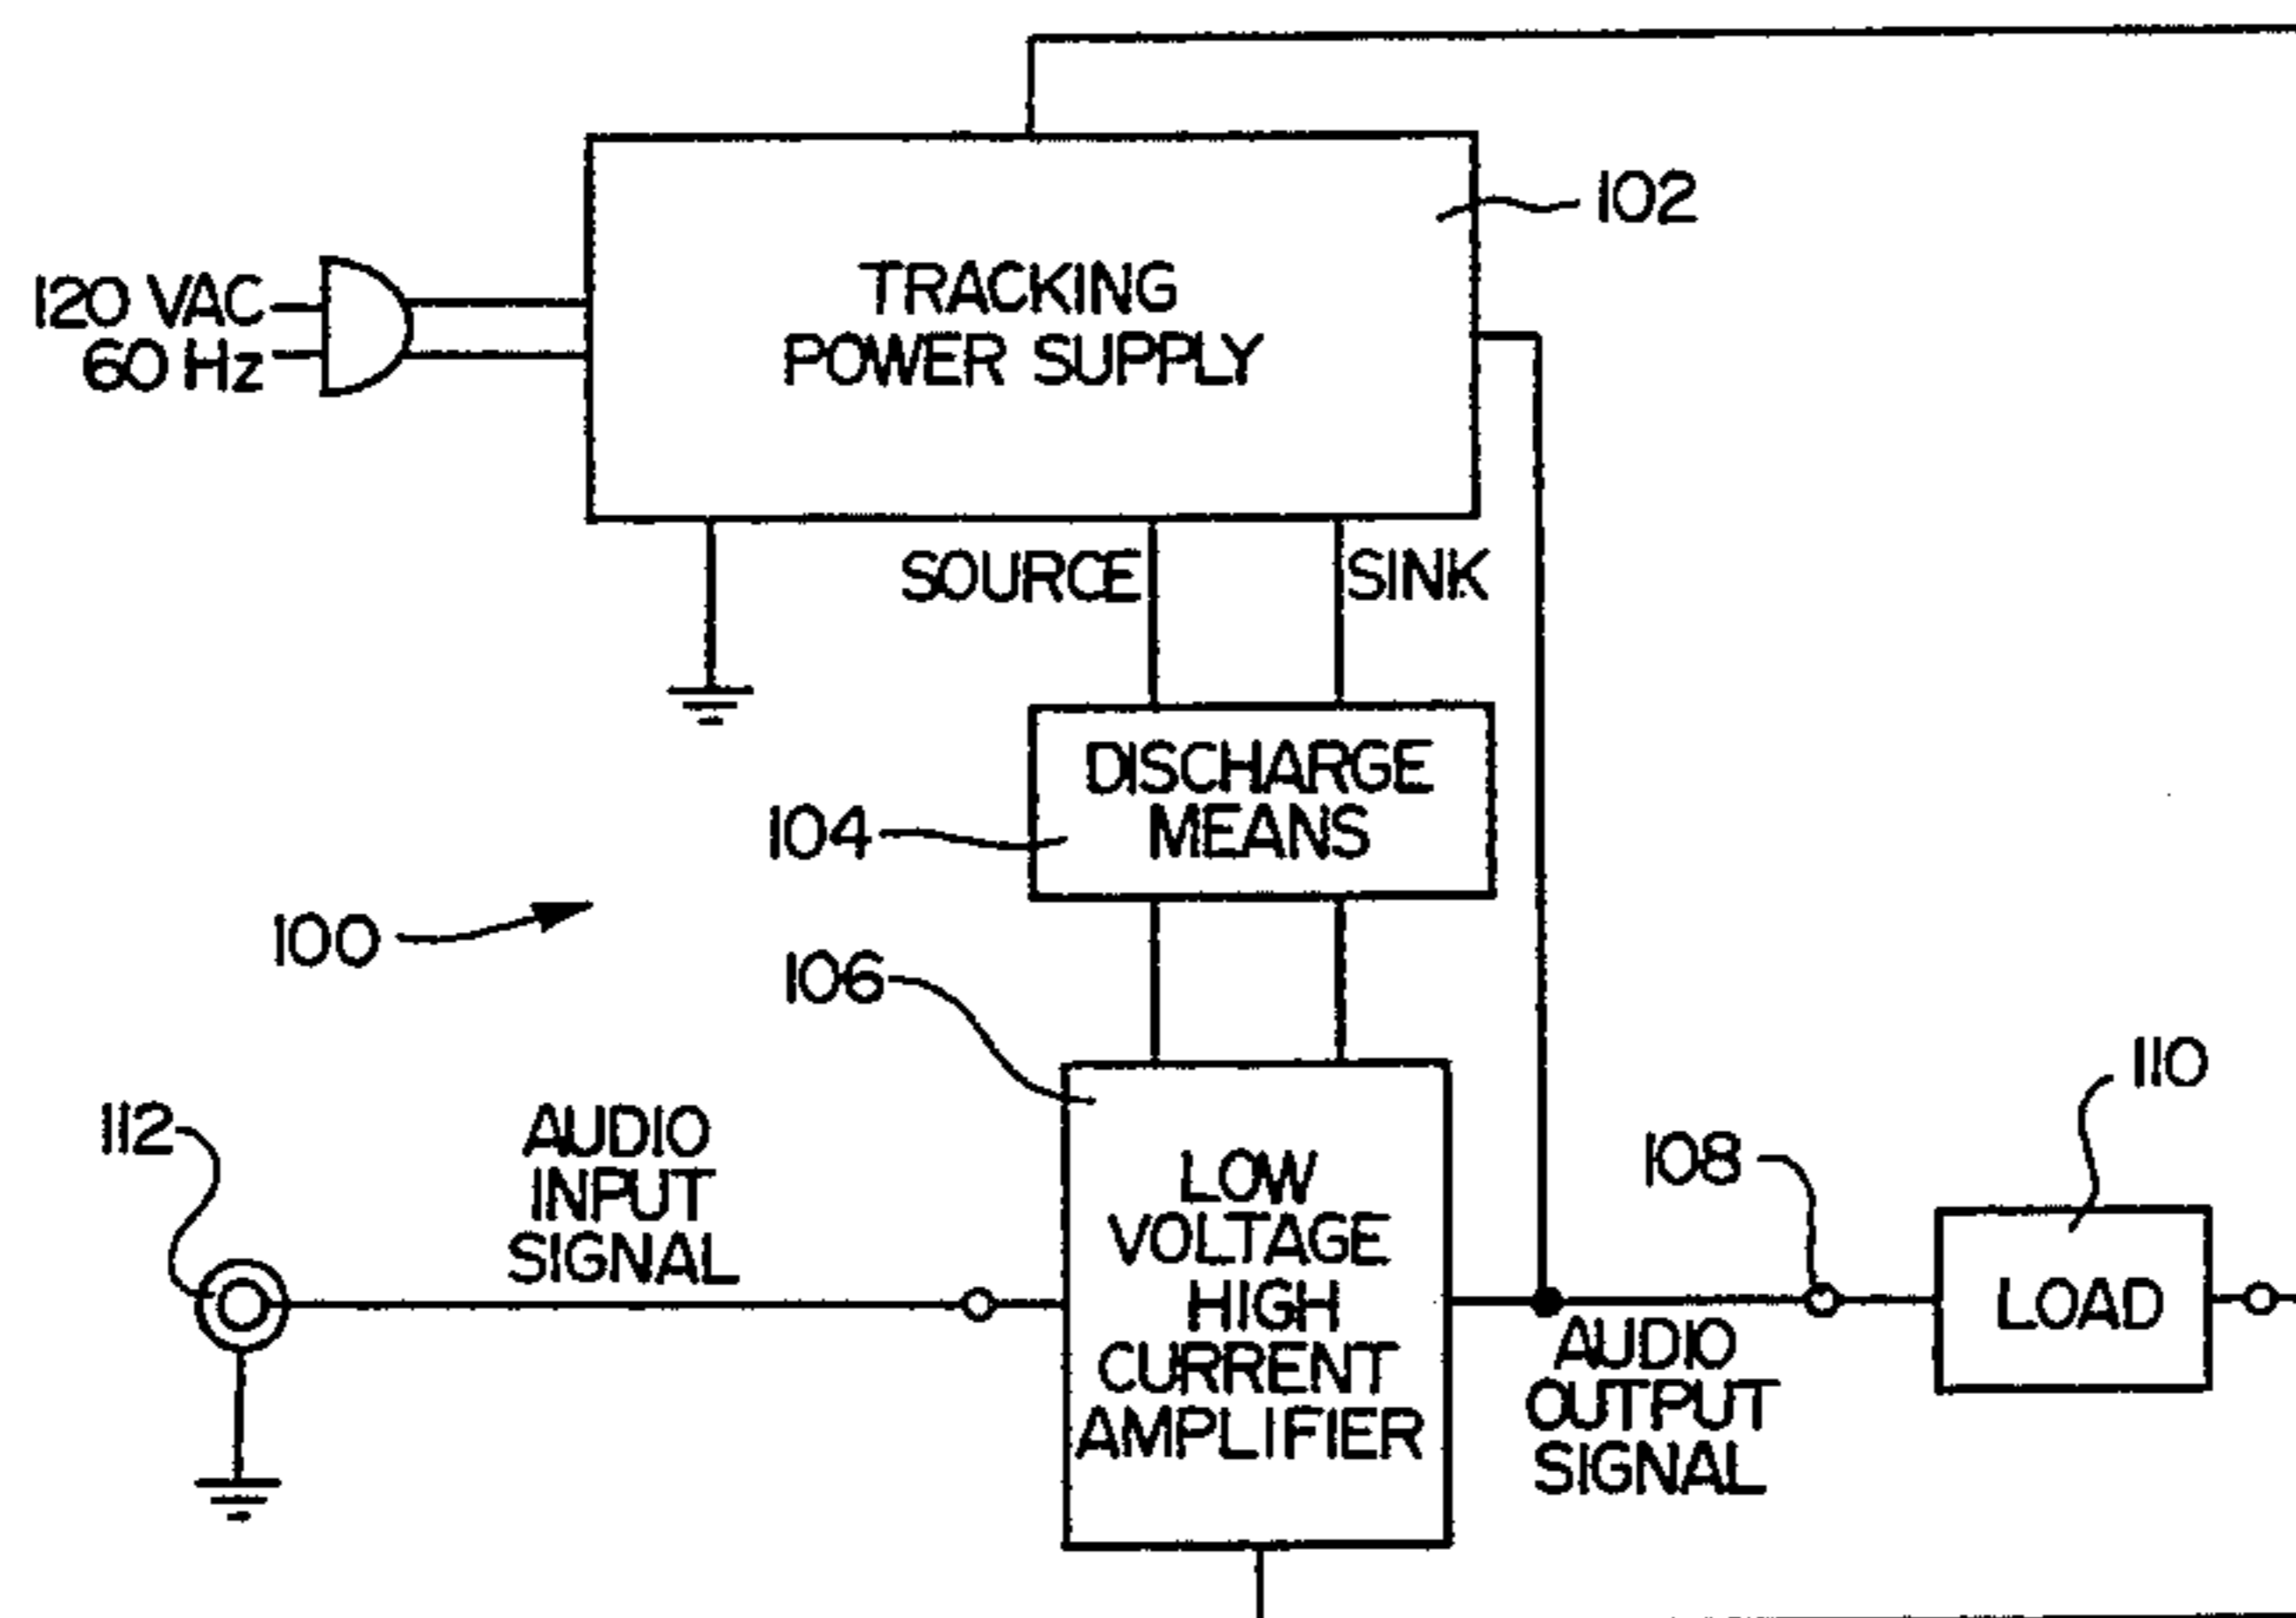 102
120 VAC
60 Hz
TRACKING
POWER SUPPLY
SOURCE
SINK
DISCHARGE
MEANS
104
100
106
110
112
AUDIO
INPUT
SIGNAL
108
LOW
VOLTAGE
HIGH
CURRENT
AMPLIFIER
LOAD
AUDIO
OUTPUT
SIGNAL